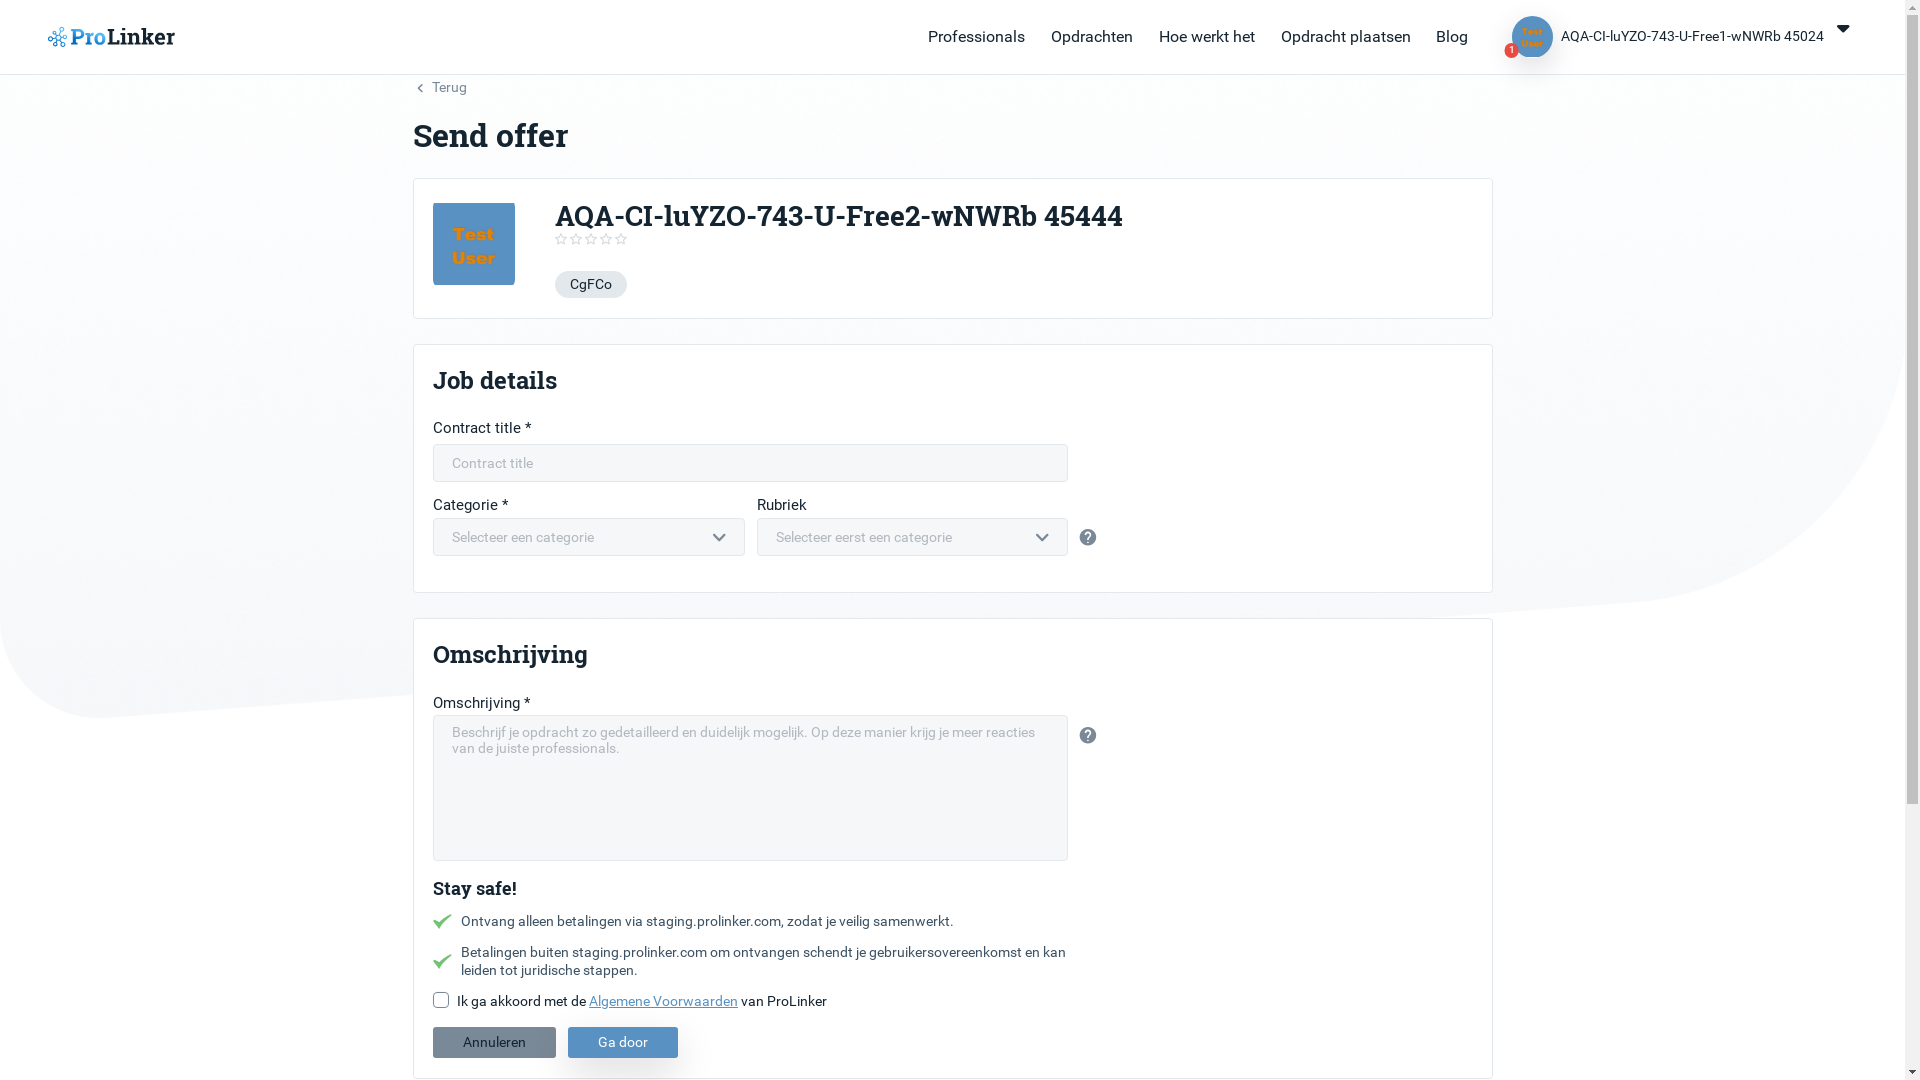 ProLinker
Professionals Opdrachten Hoe werkt het Opdracht plaatsen Blog
Test User
1
AQA-CI-luYZO-743-U-Free1-wNWRb 45024
Terug
Send offer
Test
User
AQA-CI-luYZO-743-U-Free2-wNWRb 45444
CgFCo
Job details
Contract title *
Contract title
Categorie * Rubriek
Selecteer een categorie Selecteer eerst een categorie
Omschrijving
Omschrijving *
Beschrijf je opdracht zo gedetailleerd en duidelijk mogelijk. Op deze manier krijg je meer reacties
van de juiste professionals.
Stay safe!
Ontvang alleen betalingen via staging.prolinker.com, zodat je veilig samenwerkt.
Betalingen buiten staging.prolinker.com om ontvangen schendt je gebruikersovereenkomst en kan
leiden tot juridische stappen.
Ik ga akkoord met de Algemene Voorwaarden van ProLinker
Annuleren Ga door